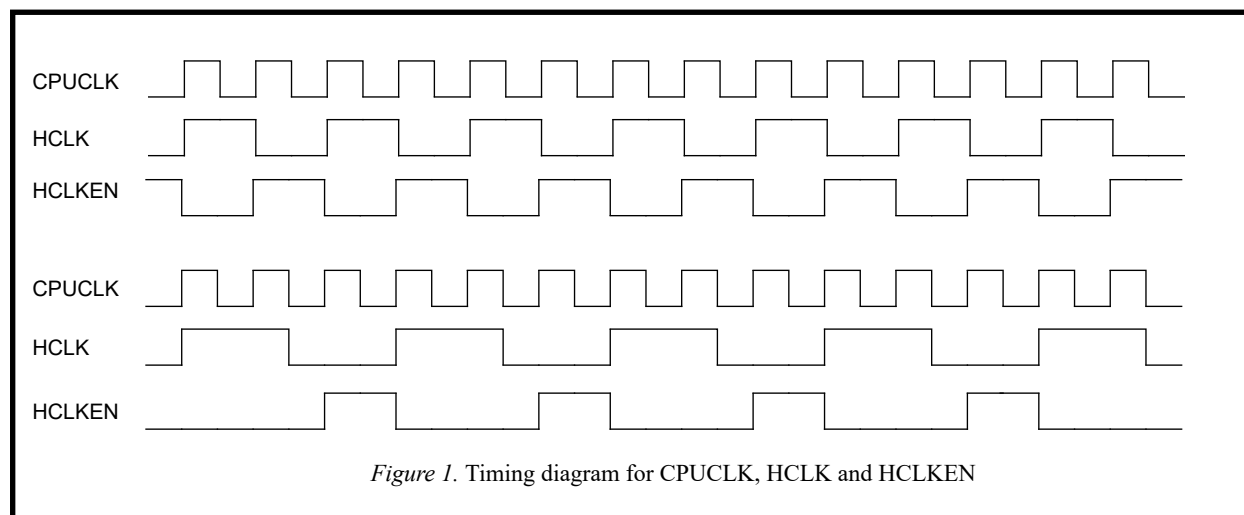 CPUCLK
HCLK
HCLKEN
CPUCLK
HCLK
HCLKEN
Figure 1. Timing diagram for CPUCLK, HCLK and HCLKEN